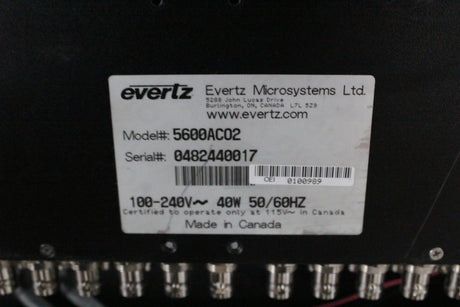 evertz Evertz Microsystems Ltd.
5288 John Lucas Drive
Burlington, ON, CANADA L7L 5Z9
www.evertz.com
Model#: 5600ACO2
Serial#: 0482440017
OEI 0100989
100-240V~ 40W 50/60HZ
Certified to operate only at 115V~ in Canada
Made in Canada